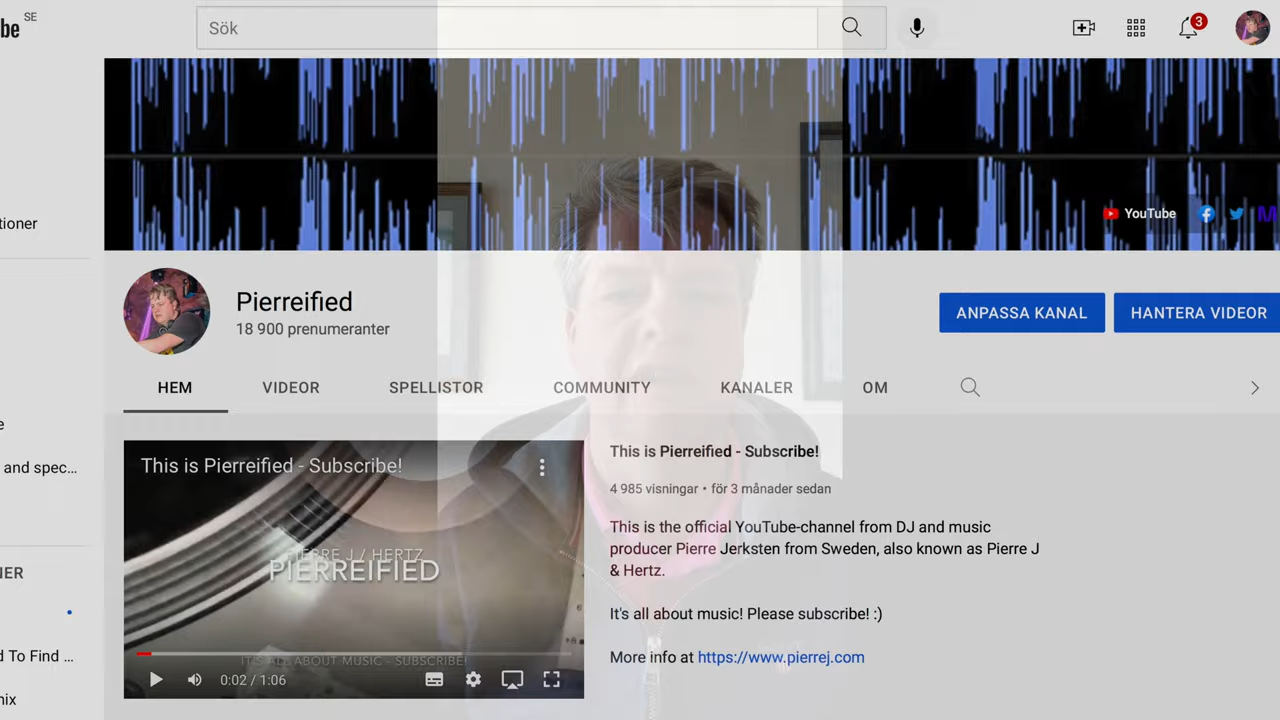 be SE
Sök
3
tioner
YouTube
Pierreified
18 900 prenumeranter
ANPASSA KANAL
HANTERA VIDEOR
HEM
VIDEOR
SPELLISTOR
COMMUNITY
KANALER
OM
e
and spec...
NER
d To Find ...
mix
This is Pierreified - Subscribe!
PIERRE J / HERTZ
PIERREIFIED
IT'S ALL ABOUT MUSIC - SUBSCRIBE!
0:02 / 1:06
This is Pierreified - Subscribe!
4 985 visningar • för 3 månader sedan
This is the official YouTube-channel from DJ and music
producer Pierre Jerksten from Sweden, also known as Pierre J
& Hertz.
It's all about music! Please subscribe! :)
More info at https://www.pierrej.com